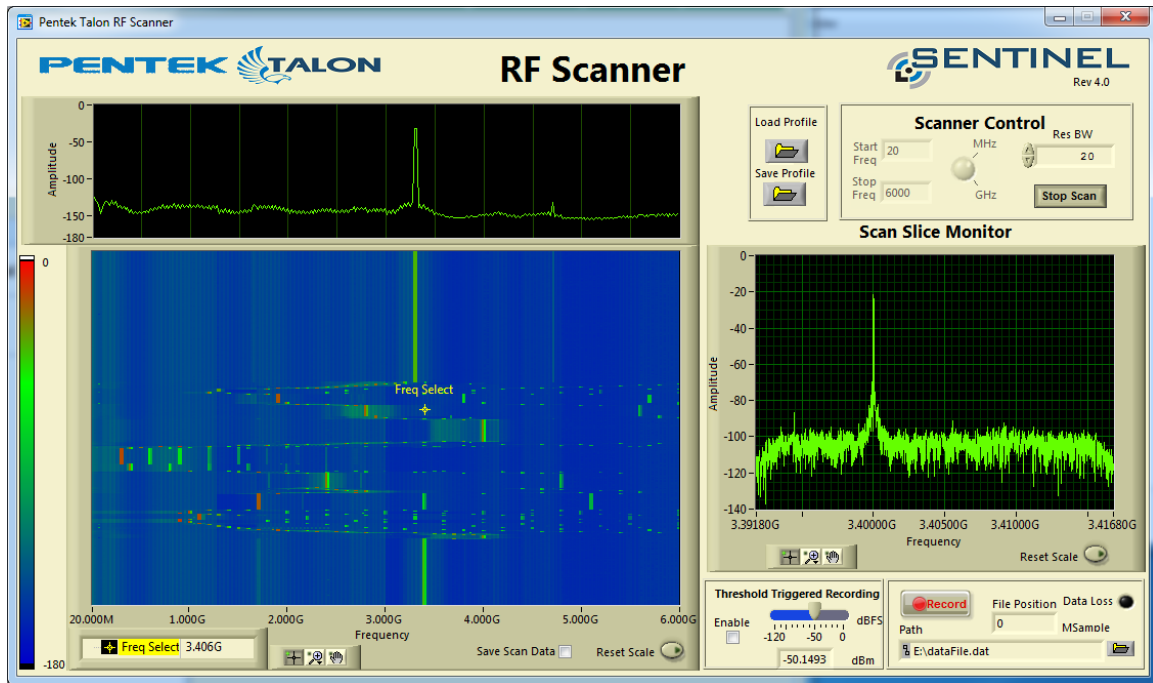 Pentek Talon RF Scanner
PENTEK TALON
RF Scanner
SENTINEL
Rev 4.0
0
-50
-100
-150
-180
Amplitude
Load Profile
Save Profile
Scanner Control
Start Freq 20
Stop Freq 6000
MHz
GHz
Res BW
20
Stop Scan
Scan Slice Monitor
0
-20
-40
-60
-80
-100
-120
-140
Amplitude
3.39180G 3.40000G 3.40500G 3.41000G 3.41680G
Frequency
Reset Scale
0
-180
Freq Select
20.000M 1.000G 2.000G 3.000G 4.000G 5.000G 6.000G
Frequency
Freq Select 3.406G
Save Scan Data
Reset Scale
Threshold Triggered Recording
Enable
-120 -50 0
dBFS
-50.1493 dBm
Record
File Position
0
Data Loss
MSample
Path
E:\dataFile.dat